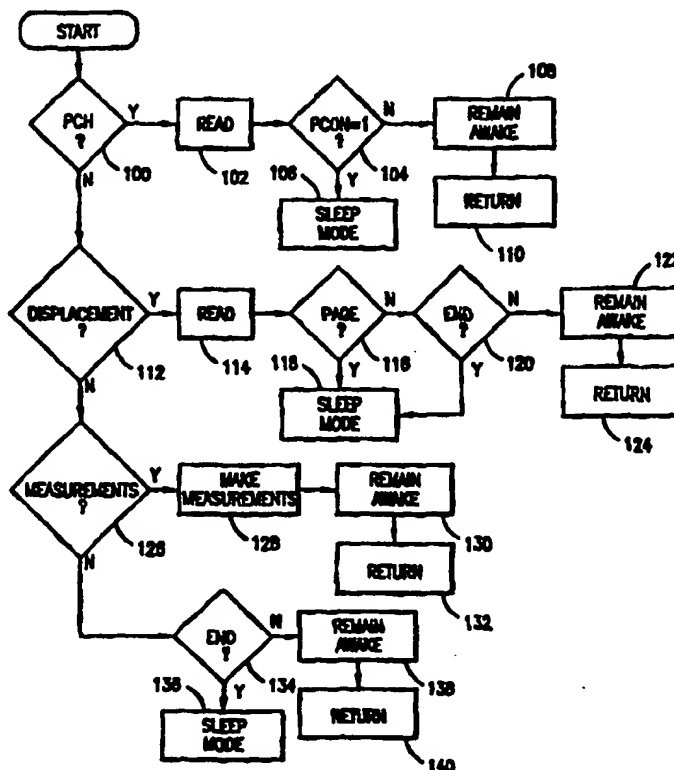 START
PCH
?
Y
N
100
READ
102
PCON=1
?
N
Y
104
108
REMAIN
AWAKE
RETURN
110
106
SLEEP
MODE
DISPLACEMENT
?
Y
N
112
READ
114
PAGE
?
N
Y
116
END
?
N
Y
120
122
REMAIN
AWAKE
RETURN
124
118
SLEEP
MODE
MEASUREMENTS
?
Y
N
126
MAKE
MEASUREMENTS
128
REMAIN
AWAKE
130
RETURN
132
END
?
N
Y
134
136
SLEEP
MODE
REMAIN
AWAKE
138
RETURN
140